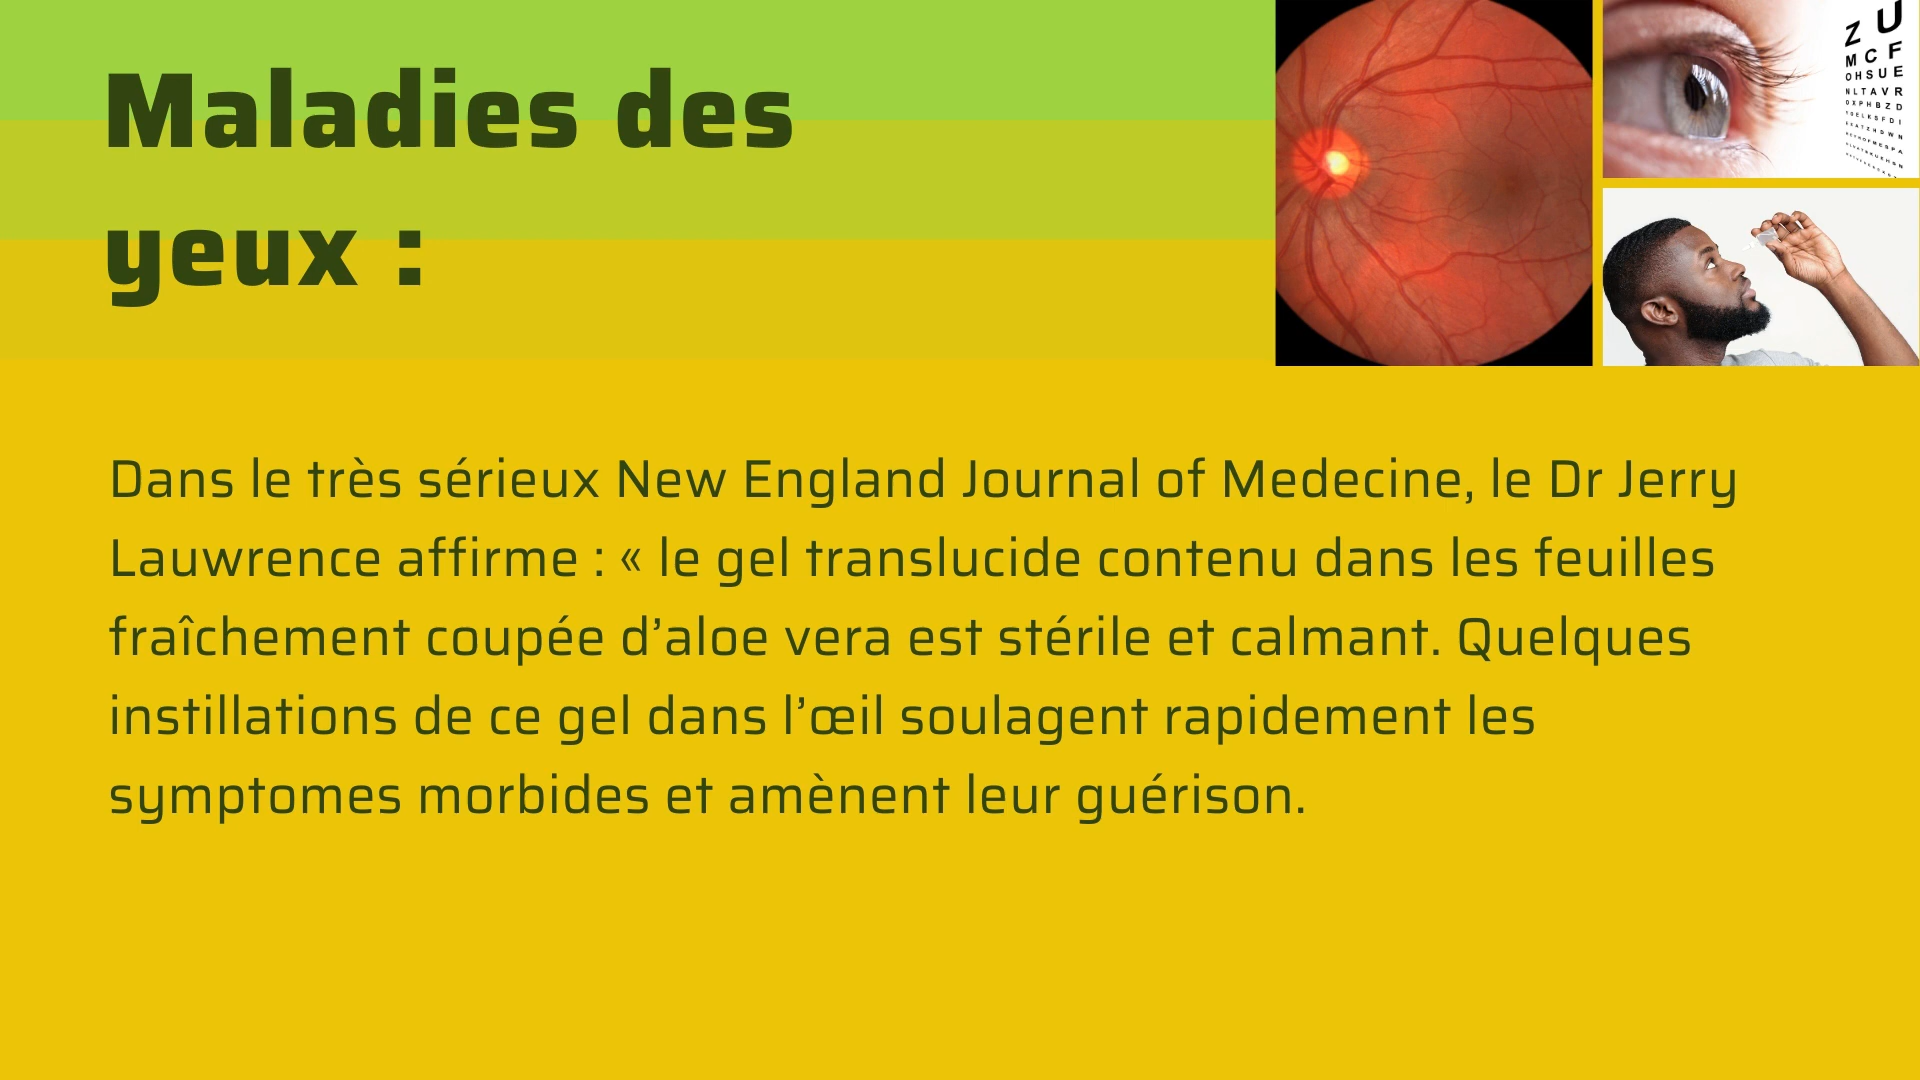 Maladies des
yeux :
Z U
M C F
O H S U E
N L T A V R
D X P H B Z D
Dans le très sérieux New England Journal of Medecine, le Dr Jerry
Lauwrence affirme : « le gel translucide contenu dans les feuilles
fraîchement coupée d’aloe vera est stérile et calmant. Quelques
instillations de ce gel dans l’œil soulagent rapidement les
symptomes morbides et amènent leur guérison.